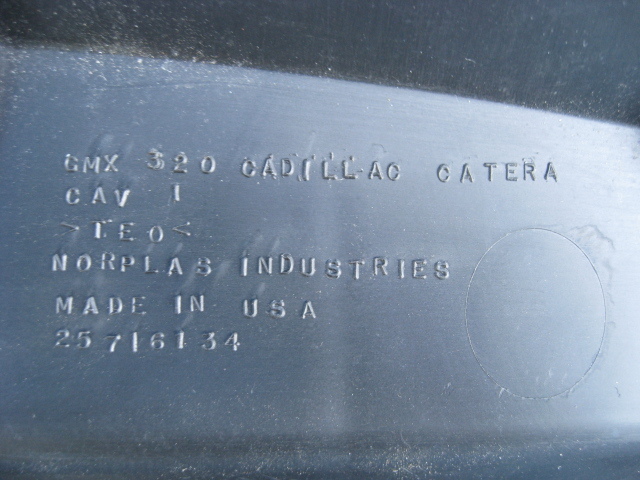 GMX 320 CADILLAC CATERA
CAV 1
>TEO<
NORPLAS INDUSTRIES
MADE IN USA
25716134